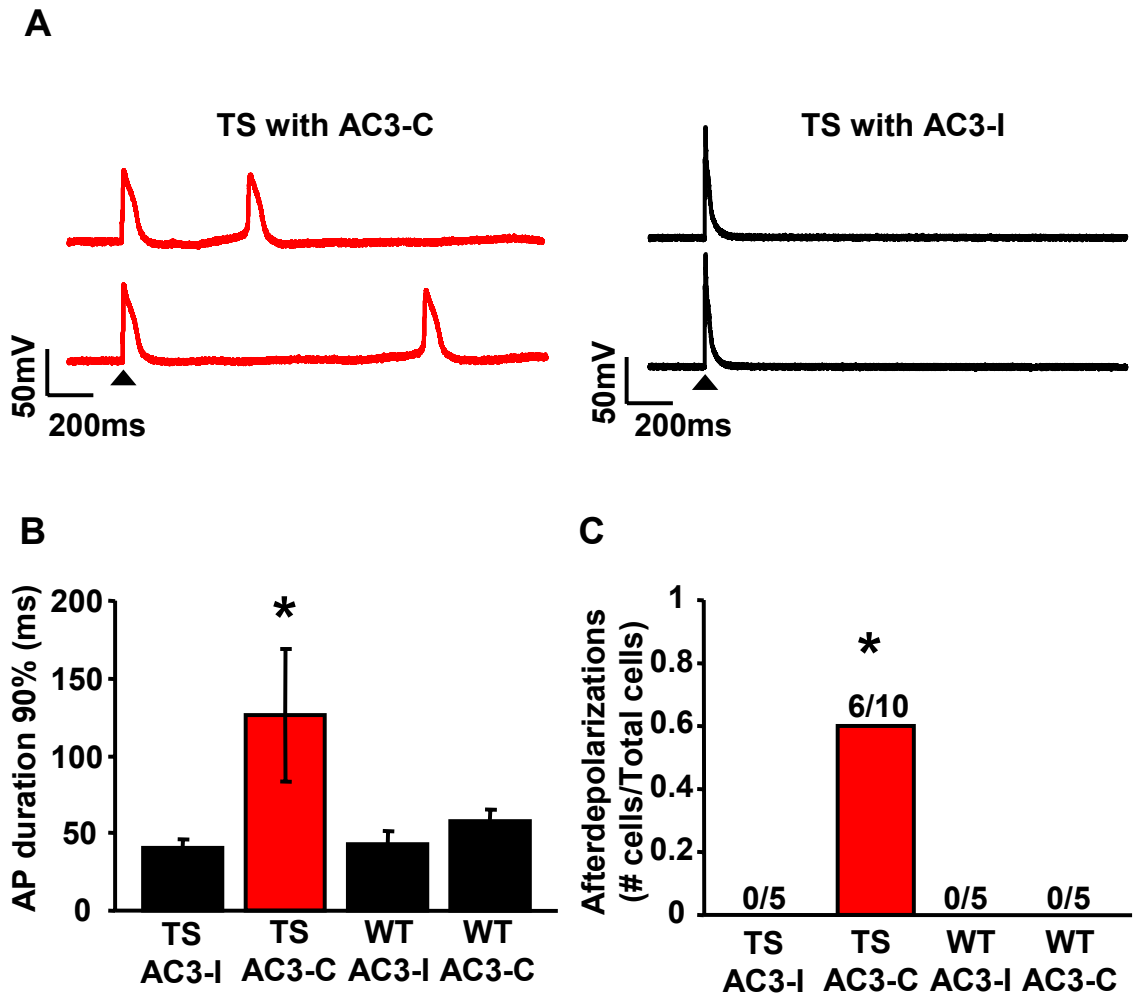 A
TS with AC3-C
TS with AC3-I
50mV
200ms
50mV
200ms
B
AP duration 90% (ms)
200
150
100
50
0
*
TS
AC3-I
TS
AC3-C
WT
AC3-I
WT
AC3-C
C
Afterdepolarizations
(# cells/Total cells)
1
0.8
0.6
0.4
0.2
0
*
0/5
6/10
0/5
0/5
TS
AC3-I
TS
AC3-C
WT
AC3-I
WT
AC3-C